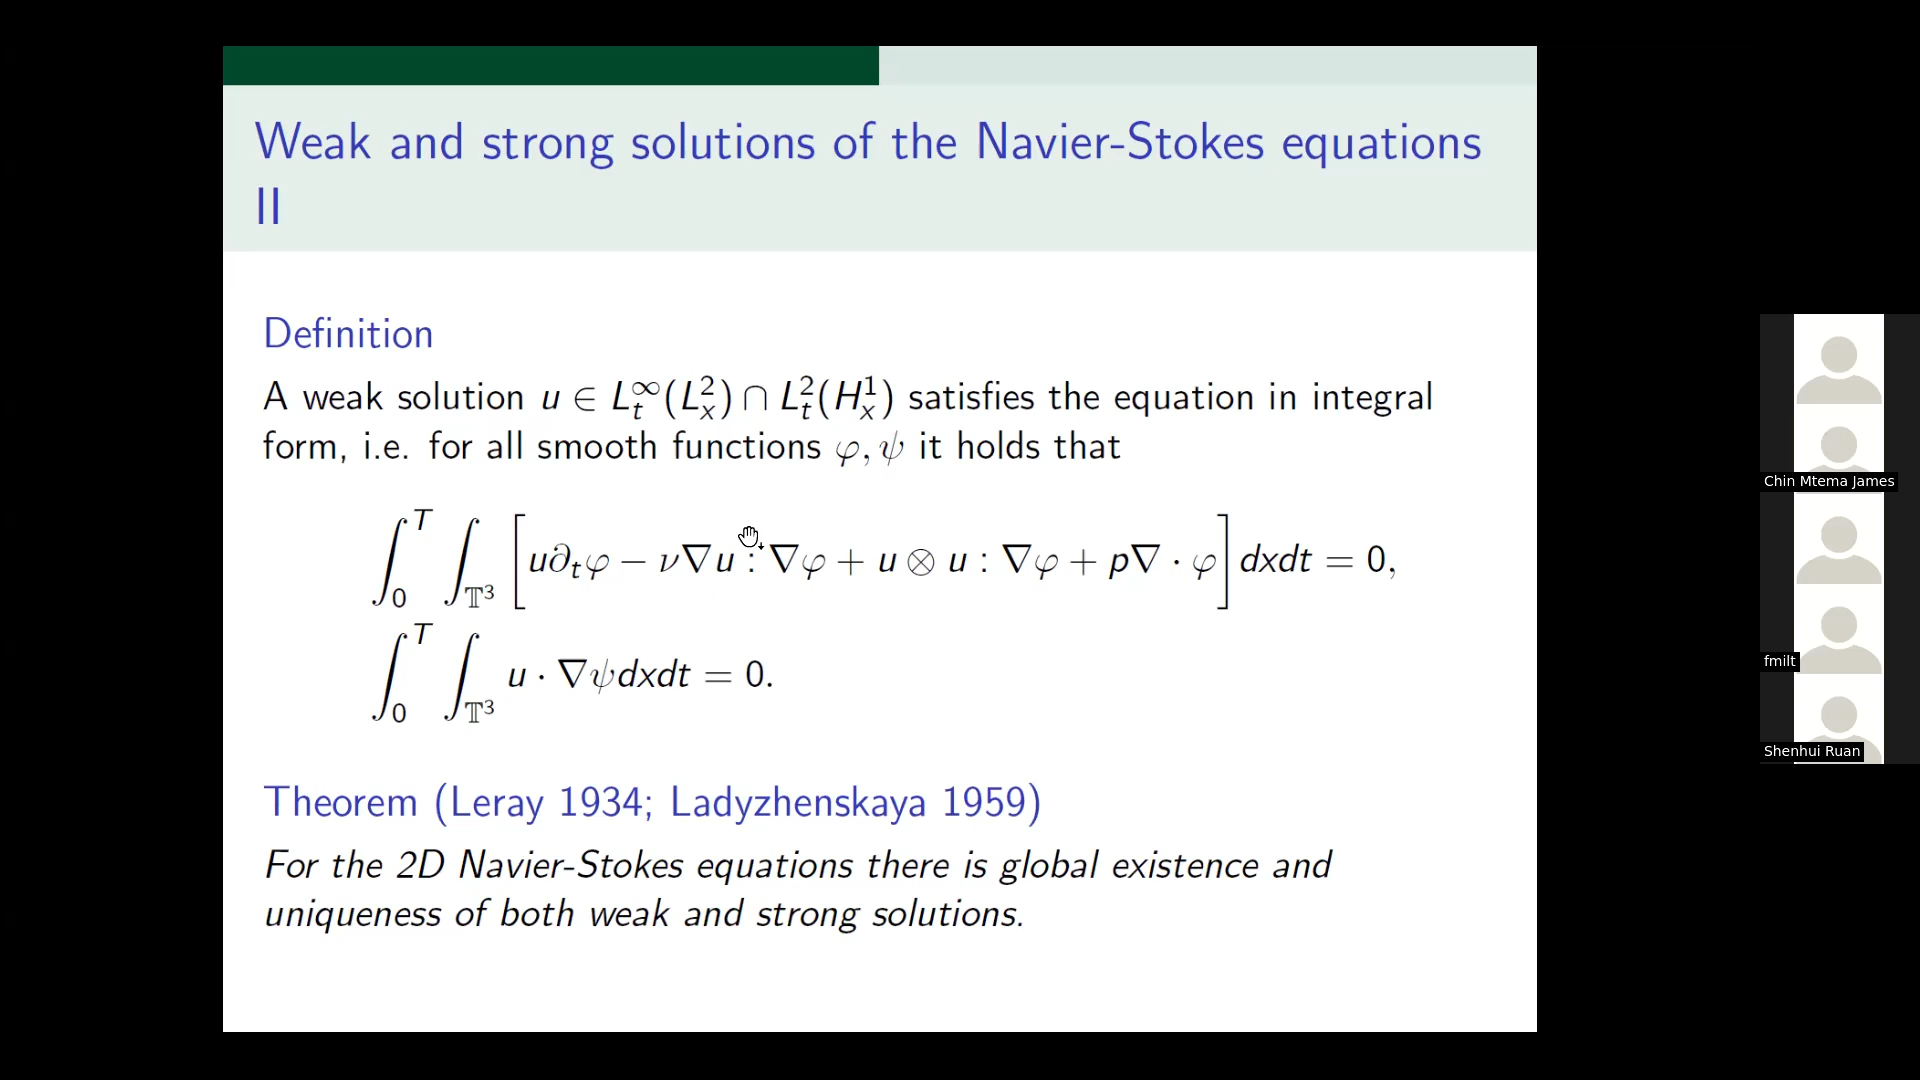 Weak and strong solutions of the Navier-Stokes equations
II
Definition
A weak solution u ∈ L_t^∞(L_x^2) ∩ L_t^2(H_x^1) satisfies the equation in integral
form, i.e. for all smooth functions φ, ψ it holds that
∫_0^T ∫_{𝕋^3} [u∂_tφ − ν∇u : ∇φ + u ⊗ u : ∇φ + p∇ · φ] dxdt = 0,
∫_0^T ∫_{𝕋^3} u · ∇ψdxdt = 0.
Theorem (Leray 1934; Ladyzhenskaya 1959)
For the 2D Navier-Stokes equations there is global existence and
uniqueness of both weak and strong solutions.
Chin Mtema James
fmilt
Shenhui Ruan